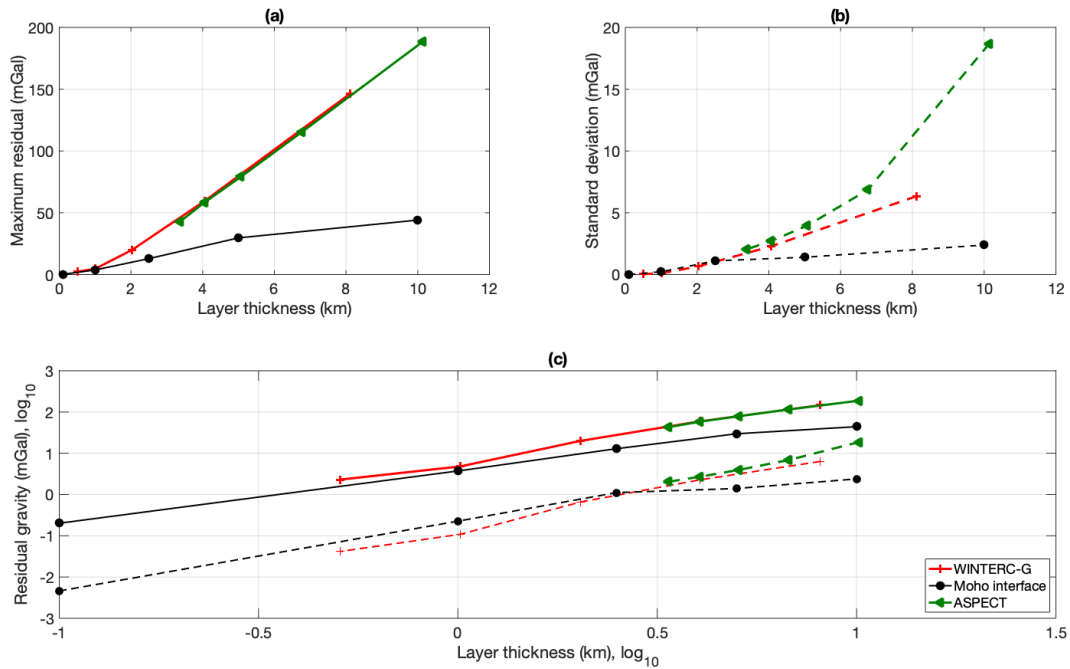 (a)
200
150
100
50
0
Maximum residual (mGal)
0 2 4 6 8 10 12
Layer thickness (km)
(b)
20
15
10
5
0
Standard deviation (mGal)
0 2 4 6 8 10 12
Layer thickness (km)
(c)
3
2
1
0
-1
-2
-3
Residual gravity (mGal), log10
-1 -0.5 0 0.5 1 1.5
Layer thickness (km), log10
WINTERC-G
Moho interface
ASPECT